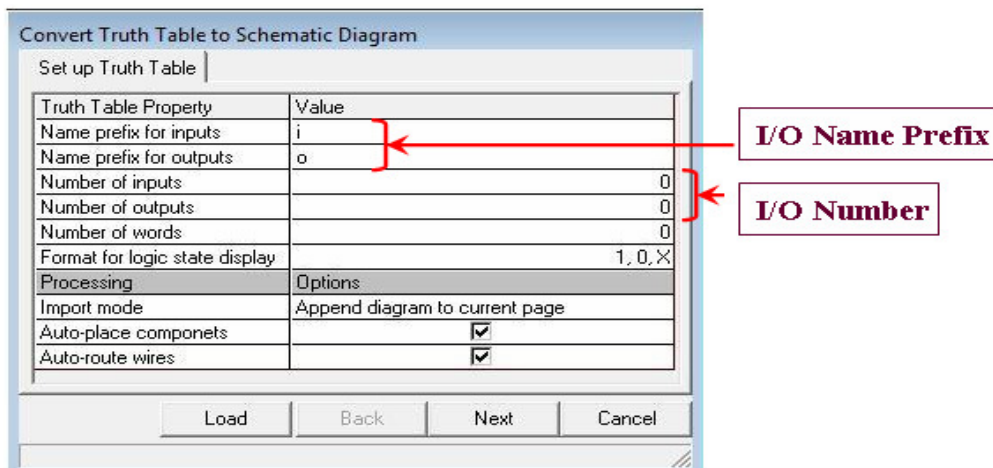 Convert Truth Table to Schematic Diagram
Set up Truth Table
Truth Table Property Value
Name prefix for inputs i
Name prefix for outputs o
Number of inputs 0
Number of outputs 0
Number of words 0
Format for logic state display 1, 0, X
Processing Options
Import mode Append diagram to current page
Auto-place componets
Auto-route wires
Load Back Next Cancel
I/O Name Prefix
I/O Number